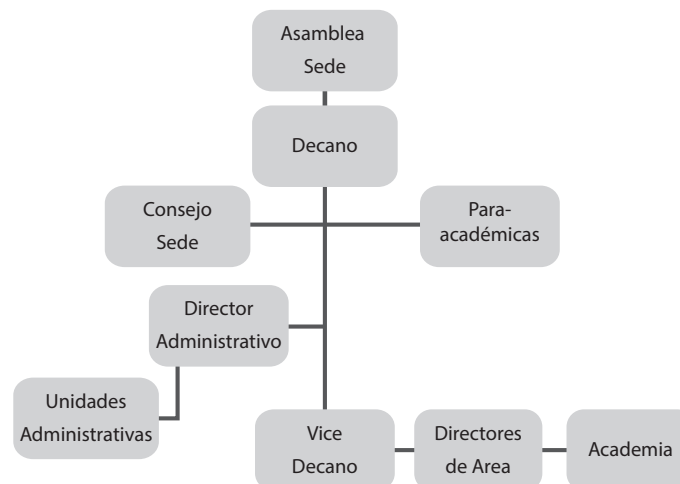 Asamblea
Sede
Decano
Consejo
Sede
Para-
académicas
Director
Administrativo
Unidades
Administrativas
Vice
Decano
Directores
de Area
Academia